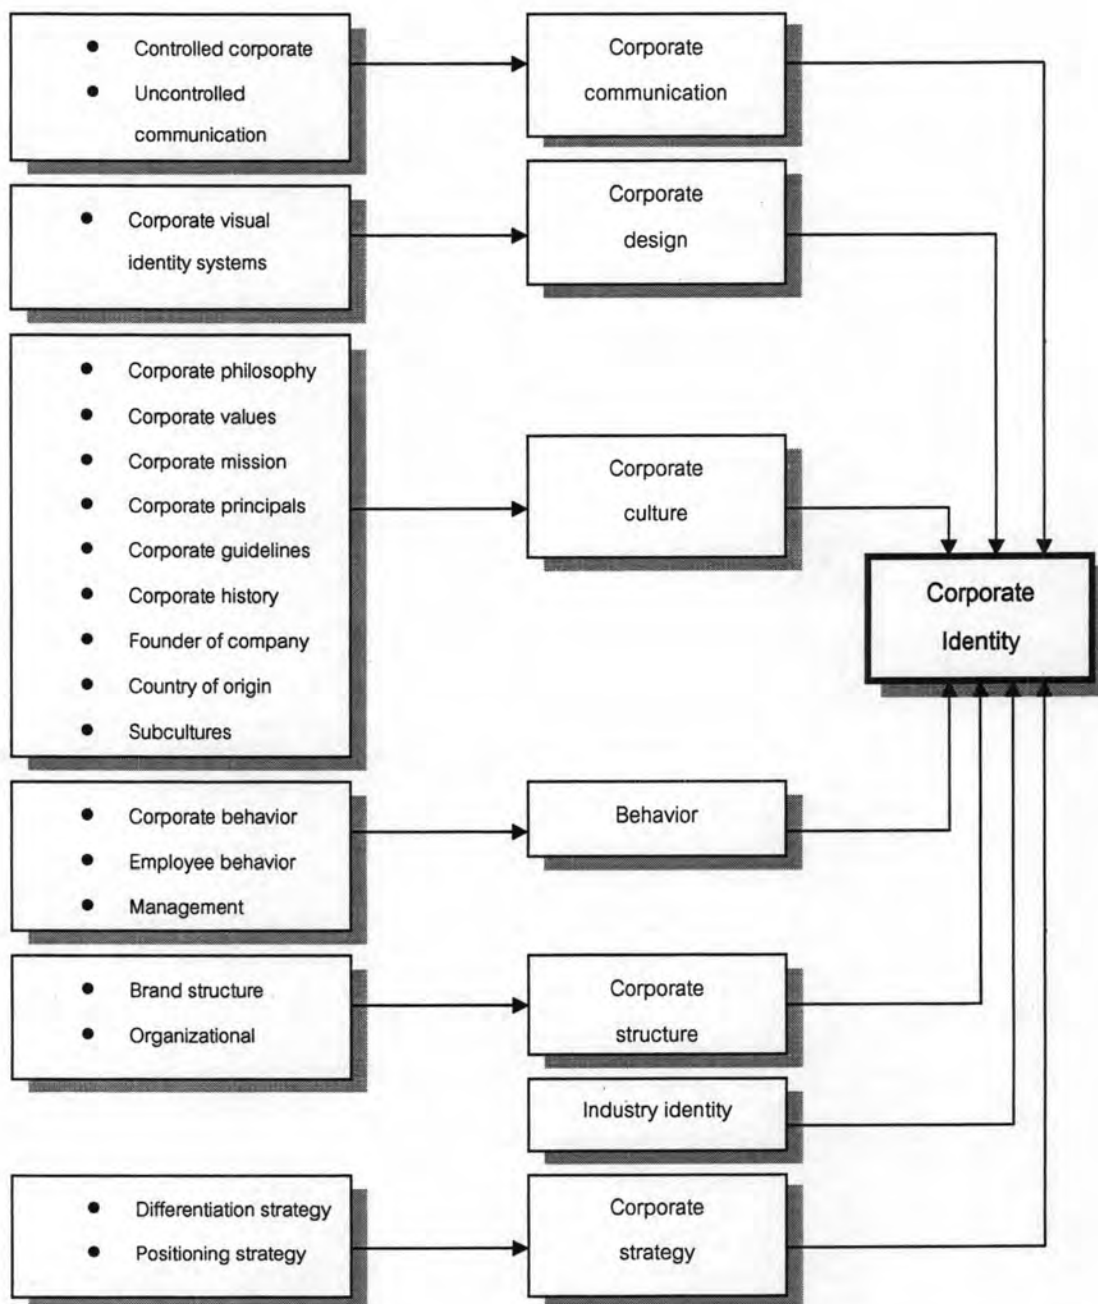 Controlled corporate
Uncontrolled
communication
Corporate
communication
Corporate visual
identity systems
Corporate
design
Corporate philosophy
Corporate values
Corporate mission
Corporate principals
Corporate guidelines
Corporate history
Founder of company
Country of origin
Subcultures
Corporate
culture
Corporate
Identity
Corporate behavior
Employee behavior
Management
Behavior
Brand structure
Organizational
Corporate
structure
Industry identity
Differentiation strategy
Positioning strategy
Corporate
strategy